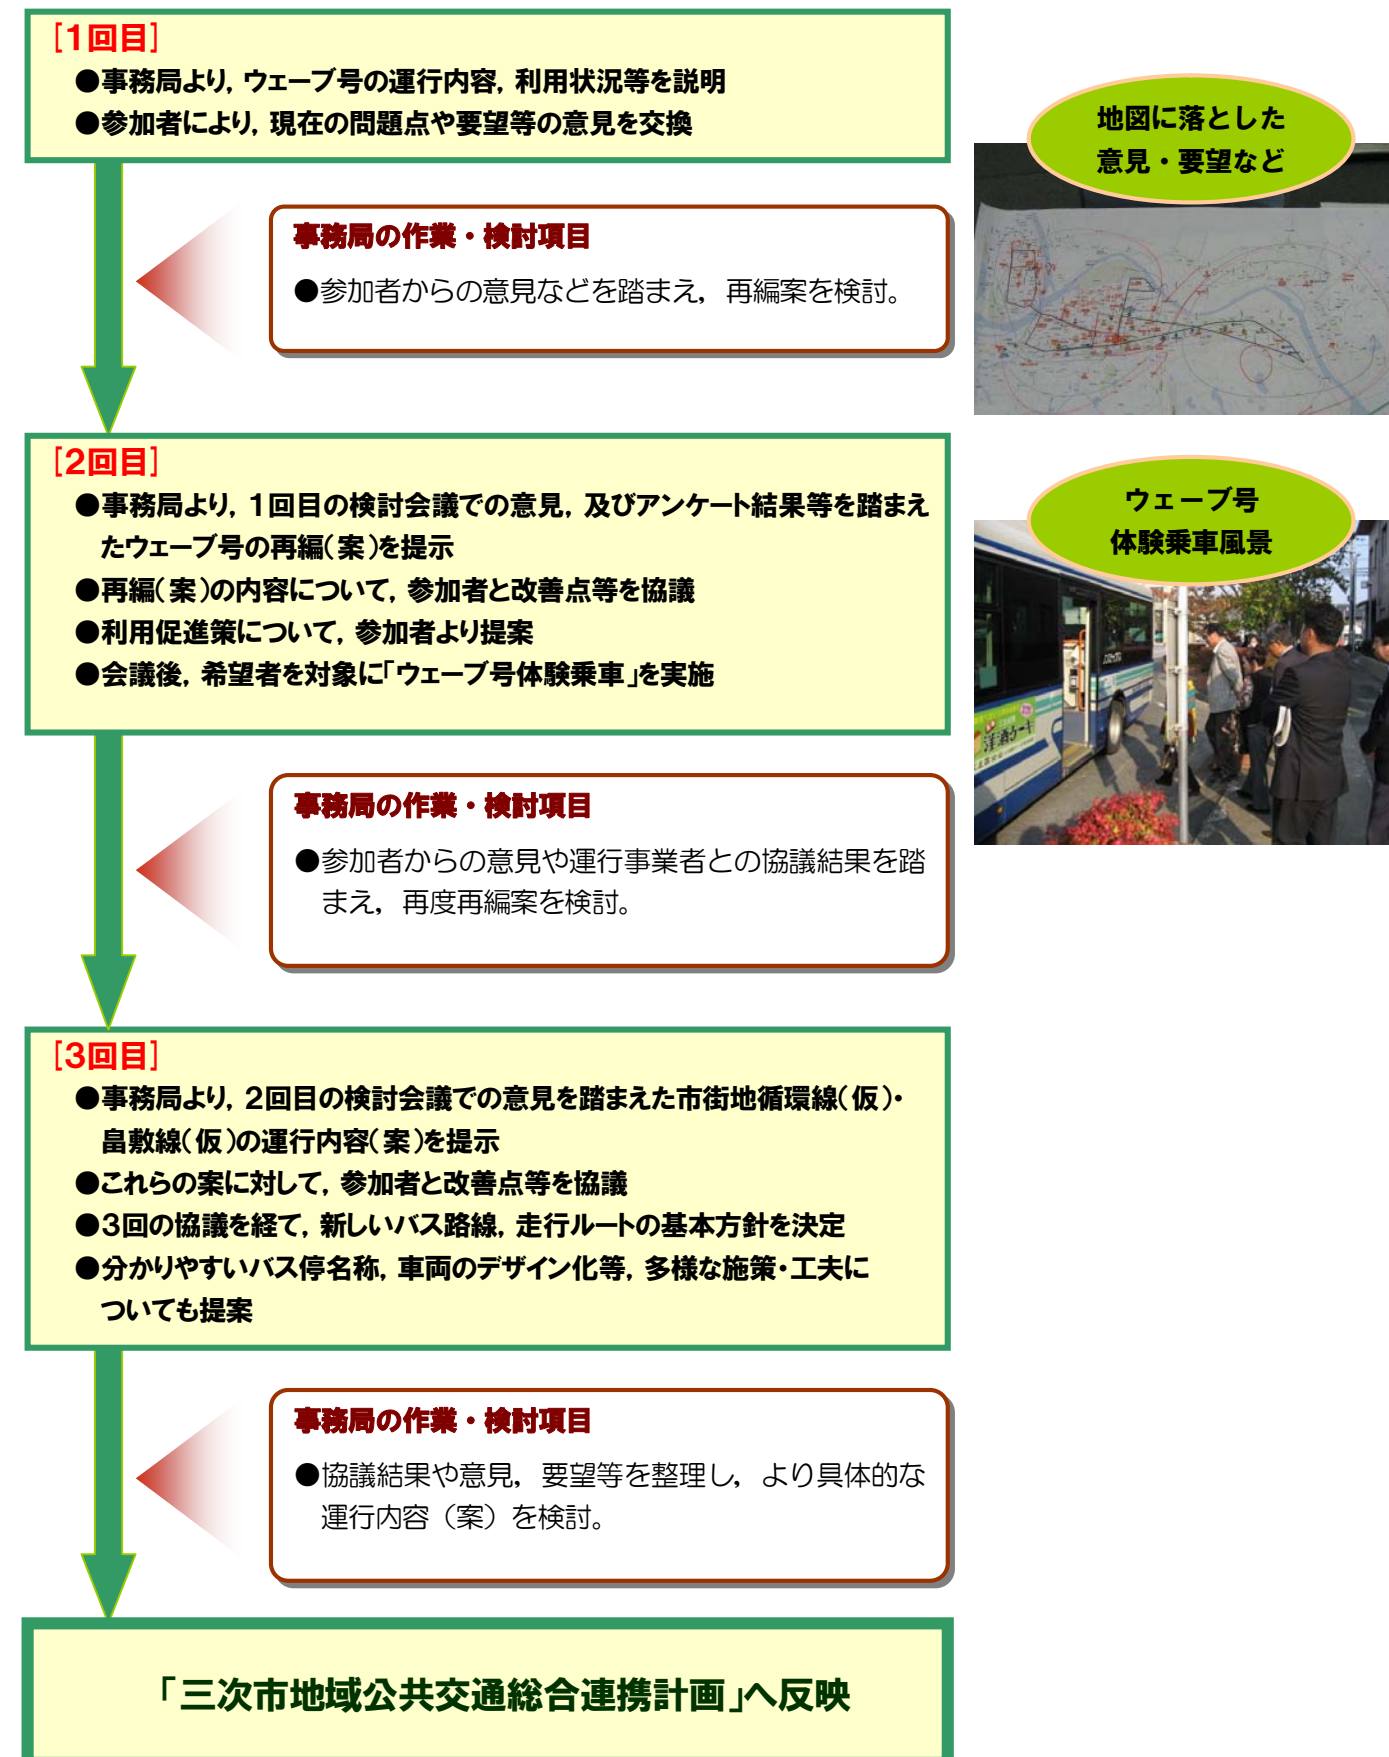 [1回目]
●事務局より，ウェーブ号の運行内容，利用状況等を説明
●参加者により，現在の問題点や要望等の意見を交換
地図に落とした
意見・要望など
事務局の作業・検討項目
●参加者からの意見などを踏まえ，再編案を検討。
[2回目]
●事務局より，１回目の検討会議での意見，及びアンケート結果等を踏まえ
たウェーブ号の再編（案）を提示
●再編（案）の内容について，参加者と改善点等を協議
●利用促進策について，参加者より提案
●会議後，希望者を対象に「ウェーブ号体験乗車」を実施
ウェーブ号
体験乗車風景
洋酒ケーキ
事務局の作業・検討項目
●参加者からの意見や運行事業者との協議結果を踏
まえ，再度再編案を検討。
[3回目]
●事務局より，２回目の検討会議での意見を踏まえた市街地循環線（仮）・
畠敷線（仮）の運行内容（案）を提示
●これらの案に対して，参加者と改善点等を協議
●３回の協議を経て，新しいバス路線，走行ルートの基本方針を決定
●分かりやすいバス停名称，車両のデザイン化等，多様な施策・工夫に
ついても提案
事務局の作業・検討項目
●協議結果や意見，要望等を整理し，より具体的な
運行内容（案）を検討。
「三次市地域公共交通総合連携計画」へ反映